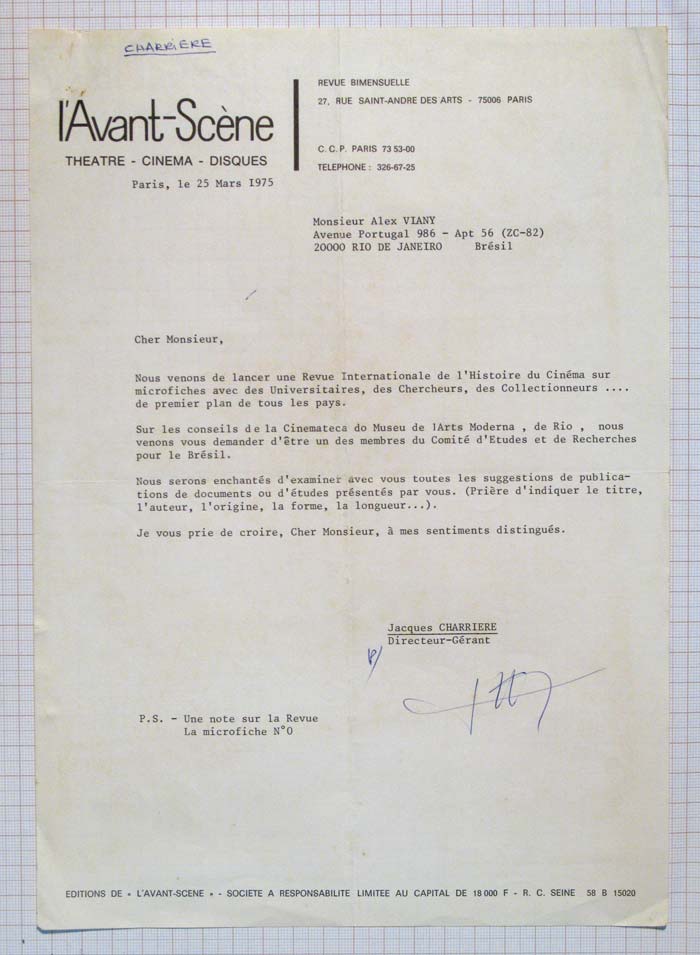 CHARRIERE
l'Avant-Scène
THEATRE - CINEMA - DISQUES
REVUE BIMENSUELLE
27, RUE SAINT-ANDRE DES ARTS - 75006 PARIS
C.C.P. PARIS 73 53-00
TELEPHONE : 326-67-25
Paris, le 25 Mars 1975
Monsieur Alex VIANY
Avenue Portugal 986 - Apt 56 (ZC-82)
20000 RIO DE JANEIRO Brésil
Cher Monsieur,
Nous venons de lancer une Revue Internationale de l'Histoire du Cinéma sur
microfiches avec des Universitaires, des Chercheurs, des Collectionneurs ....
de premier plan de tous les pays.
Sur les conseils de la Cinemateca do Museu de lArts Moderna , de Rio , nous
venons vous demander d'être un des membres du Comité d'Etudes et de Recherches
pour le Brésil.
Nous serons enchantés d'examiner avec vous toutes les suggestions de publica-
tions de documents ou d'études présentés par vous. (Prière d'indiquer le titre,
l'auteur, l'origine, la forme, la longueur...).
Je vous prie de croire, Cher Monsieur, à mes sentiments distingués.
Jacques CHARRIERE
Directeur-Gérant
P/
P.S. - Une note sur la Revue
La microfiche N°0
EDITIONS DE « L'AVANT-SCENE » - SOCIETE A RESPONSABILITE LIMITEE AU CAPITAL DE 18 000 F - R. C. SEINE 58 B 15020